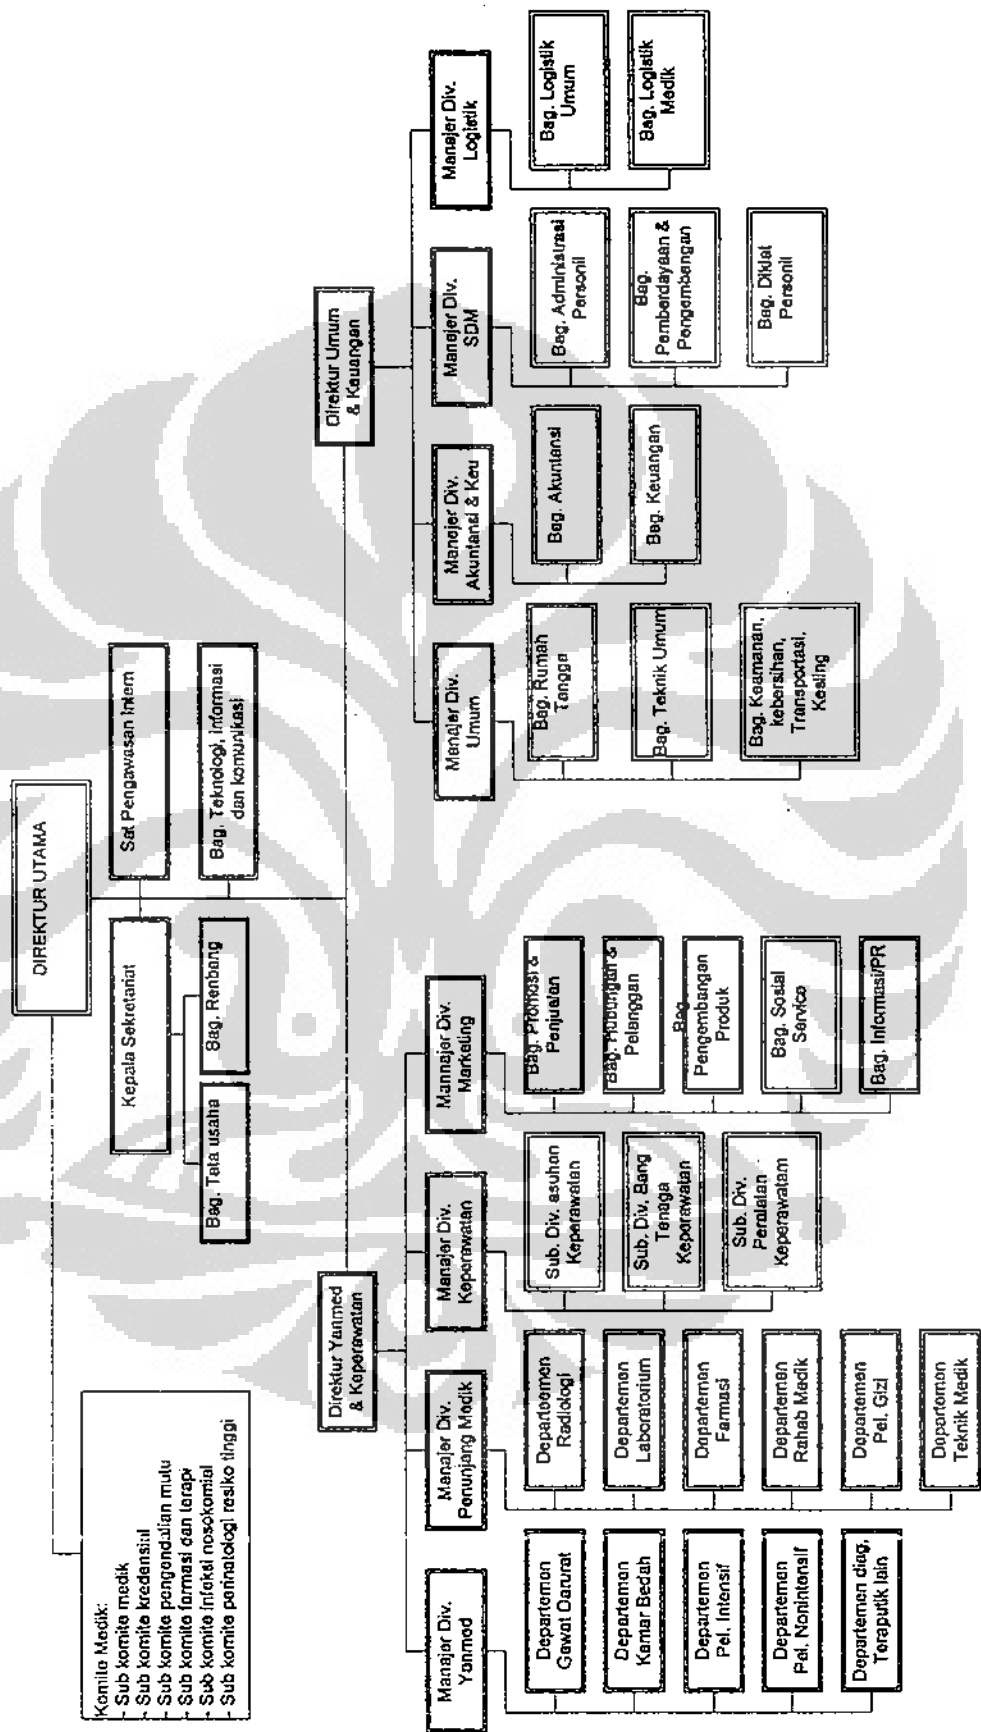 DIREKTUR UTAMA
Komite Medik:
- Sub komite medik
- Sub komite kredensial
- Sub komite pengendalian mutu
- Sub komite farmasi dan terapi
- Sub komite infeksi nosokomial
- Sub komite perinatologi resiko tinggi
Kepala Sekretariat
Sat Pengawasan Intern
Bag. Tata usaha
Bag. Renbang
Bag. Teknologi, Informasi
dan komunikasi
Direktur Yanmed
& Keperawatan
Direktur Umum
& Keuangan
Manajer Div.
Yanmed
Manajer Div.
Penunjang Medik
Manajer Div.
Keperawatan
Mannajer Div.
Marketing
Manajer Div.
Umum
Manajer Div.
Akuntansi & Keu
Manajer Div.
SDM
Manajer Div.
Logistik
Departemen
Gawat Darurat
Departemen
Kamar Bedah
Departemen
Pel. Intensif
Departemen
Pel. Nonintensif
Departemen diag,
Teraputik lain
Departeemen
Radiologi
Departemen
Laboratorium
Departemen
Farmasi
Departemen
Rahab Medik
Departemen
Pel. Gizi
Departemen
Teknik Medik
Sub. Div. asuhan
Keperawatan
Sub. Div. Bang
Tenaga
Keperawatan
Sub. Div.
Peralatan
Keperawatam
Bag. Promosi &
Penjualan
Bag. Hubungan &
Pelanggan
Bag.
Pengembangan
Produk
Bag. Sosial
Service
Bag. Informasi/PR
Bag. Rumah
Tangga
Bag. Teknik Umum
Bag. Keamanan,
kebersihan,
Transportasi,
Kesling
Bag. Akuntansi
Bag. Keuangan
Bag. Administrasi
Personil
Bag.
Pemberdayaan &
Pengembangan
Bag. Diklat
Personil
Bag. Logistik
Umum
Bag. Logistik
Medik